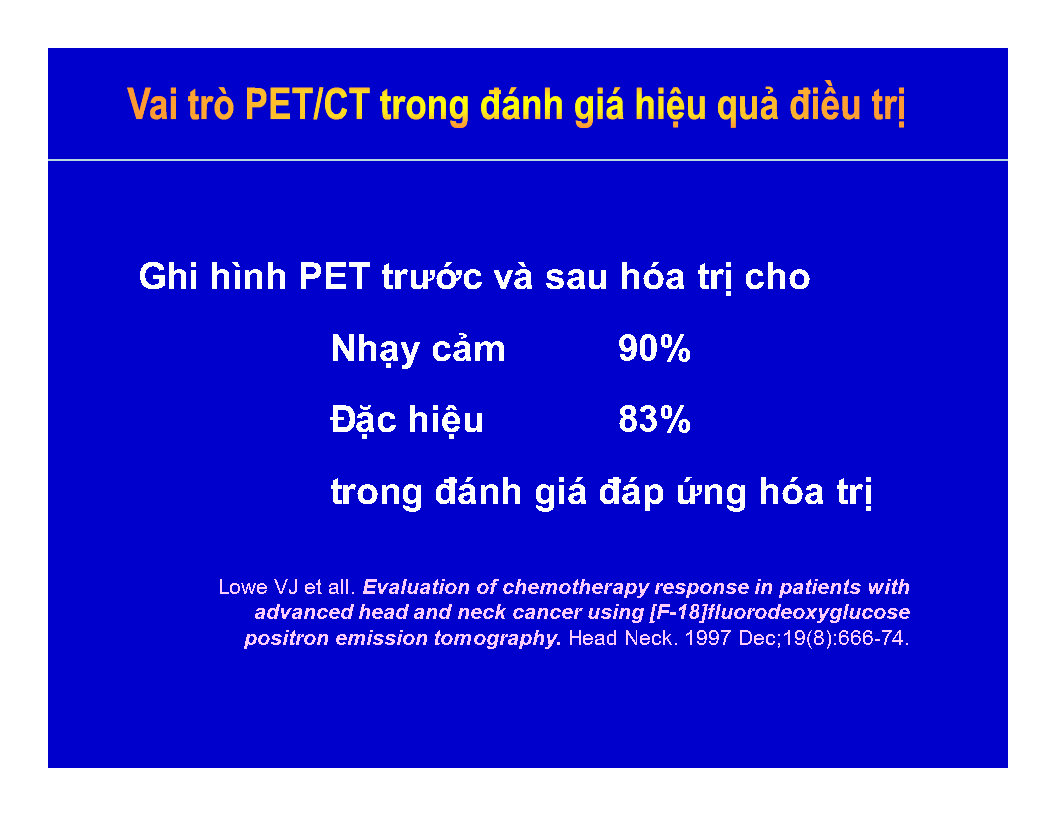 Vai trò PET/CT trong đánh giá hiệu quả điều trị
Ghi hình PET trước và sau hóa trị cho
Nhạy cảm 90%
Đặc hiệu 83%
trong đánh giá đáp ứng hóa trị
Lowe VJ et all. Evaluation of chemotherapy response in patients with
advanced head and neck cancer using [F-18]fluorodeoxyglucose
positron emission tomography. Head Neck. 1997 Dec;19(8):666-74.